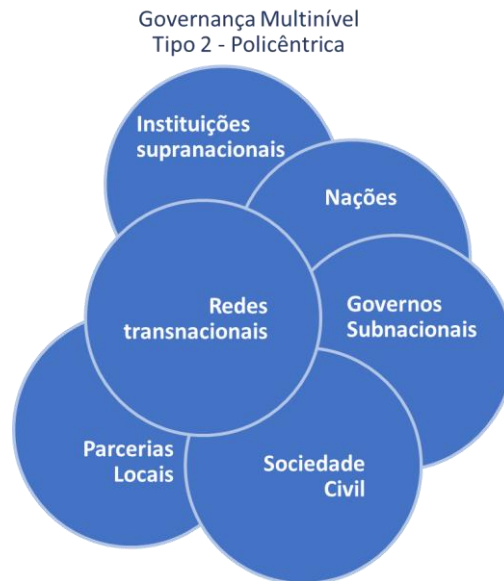 Governança Multinível
Tipo 2 - Policêntrica
Instituições
supranacionais
Nações
Redes
transnacionais
Governos
Subnacionais
Parcerias
Locais
Sociedade
Civil